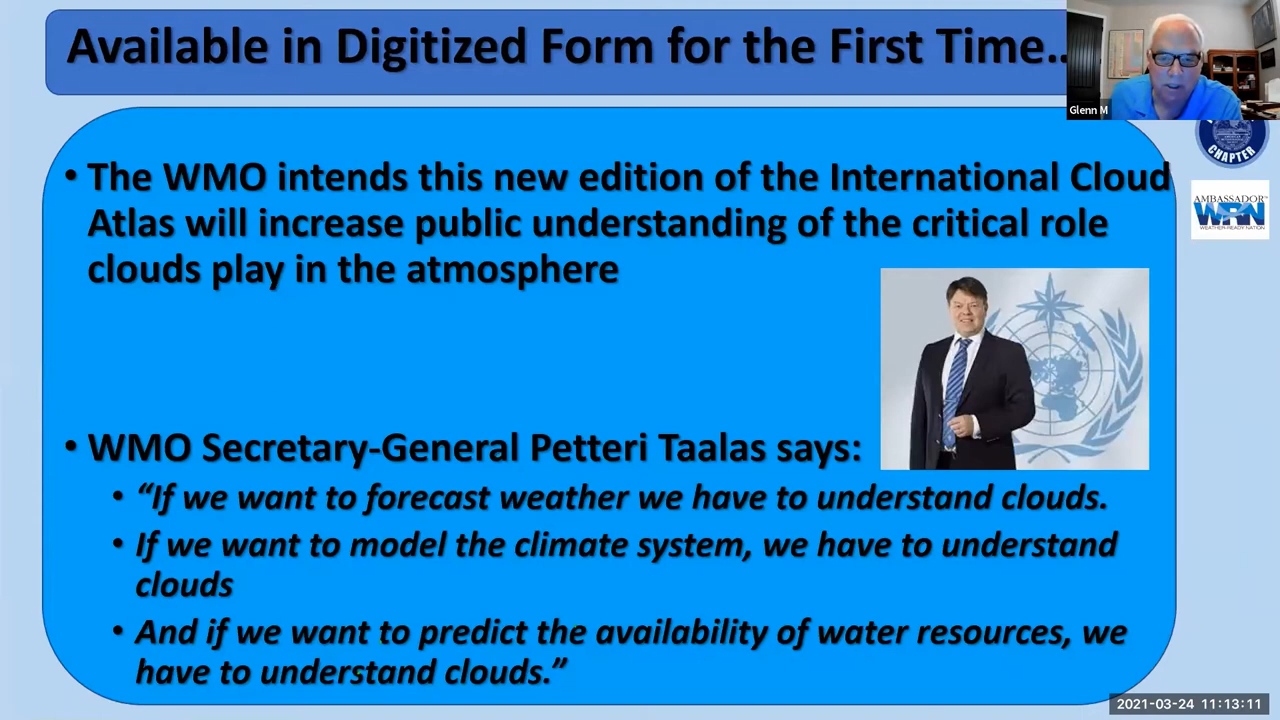 Available in Digitized Form for the First Time..
Glenn M
CHAPTER
• The WMO intends this new edition of the International Cloud
Atlas will increase public understanding of the critical role
clouds play in the atmosphere
AMBASSADOR™
WRN
WEATHER-READY NATION
• WMO Secretary-General Petteri Taalas says:
• “If we want to forecast weather we have to understand clouds.
• If we want to model the climate system, we have to understand
clouds
• And if we want to predict the availability of water resources, we
have to understand clouds.”
2021-03-24 11:13:11